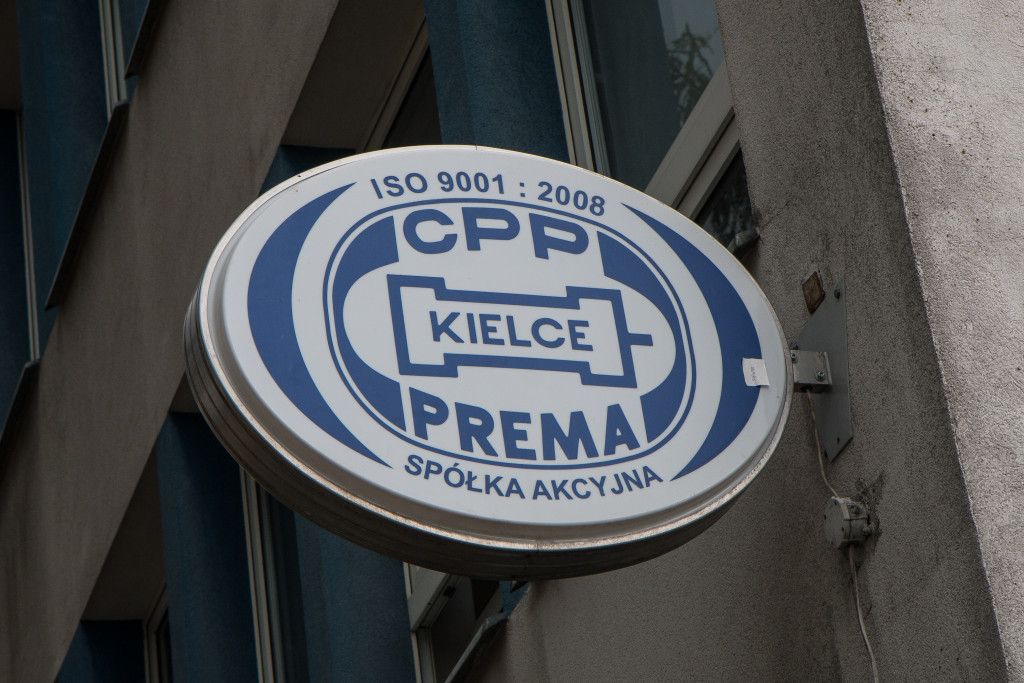 ISO 9001 : 2008
CPP
KIELCE
PREMA
SPÓŁKA AKCYJNA